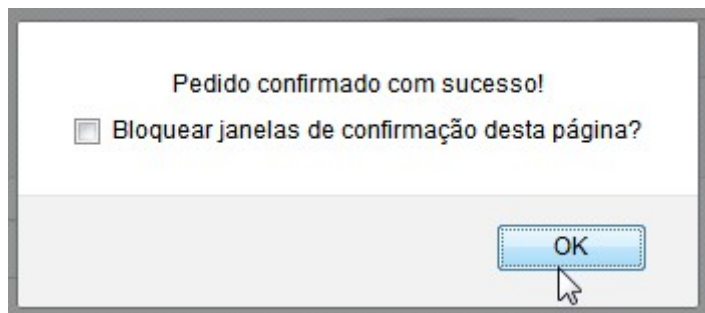 Pedido confirmado com sucesso!
Bloquear janelas de confirmação desta página?
OK